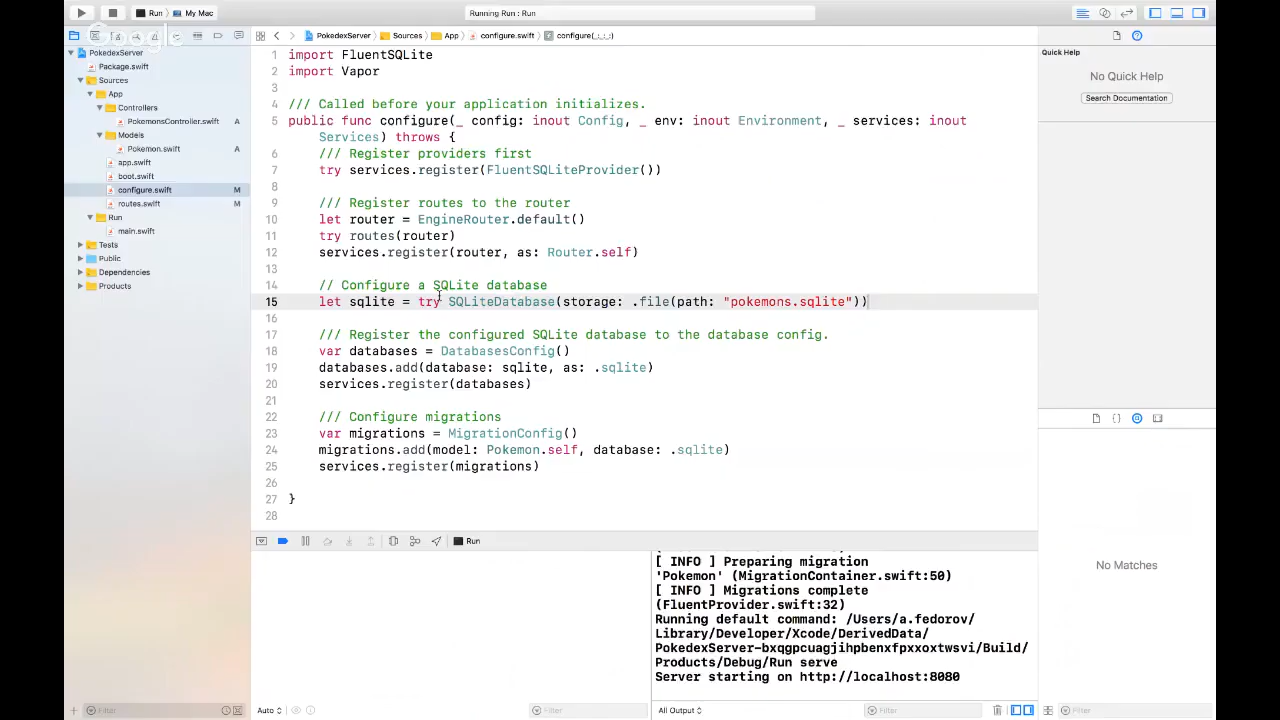 Run
My Mac
Running Run : Run
Google
PokedexServer
Sources
App
configure.swift
configure(_:_:_:)
PokedexServer
Package.swift
Sources
App
Controllers
PokemonsController.swift A
Models
Pokemon.swift A
app.swift
boot.swift
configure.swift M
routes.swift M
Run
main.swift
Tests
Public
Dependencies
Products
1 import FluentSQLite
2 import Vapor
3
4 /// Called before your application initializes.
5 public func configure(_ config: inout Config, _ env: inout Environment, _ services: inout
Services) throws {
6 /// Register providers first
7 try services.register(FluentSQLiteProvider())
8
9 /// Register routes to the router
10 let router = EngineRouter.default()
11 try routes(router)
12 services.register(router, as: Router.self)
13
14 // Configure a SQLite database
15 let sqlite = try SQLiteDatabase(storage: .file(path: "pokemons.sqlite"))
16
17 /// Register the configured SQLite database to the database config.
18 var databases = DatabasesConfig()
19 databases.add(database: sqlite, as: .sqlite)
20 services.register(databases)
21
22 /// Configure migrations
23 var migrations = MigrationConfig()
24 migrations.add(model: Pokemon.self, database: .sqlite)
25 services.register(migrations)
26
27 }
28
Quick Help
No Quick Help
Search Documentation
No Matches
Run
[ INFO ] Preparing migration
'Pokemon' (MigrationContainer.swift:50)
[ INFO ] Migrations complete
(FluentProvider.swift:32)
Running default command: /Users/a.fedorov/
Library/Developer/Xcode/DerivedData/
PokedexServer-bxqgpcuagjihpbenxfpxxoxtwsvi/Build/
Products/Debug/Run serve
Server starting on http://localhost:8080
Filter
Auto
Filter
All Output
Filter
Filter